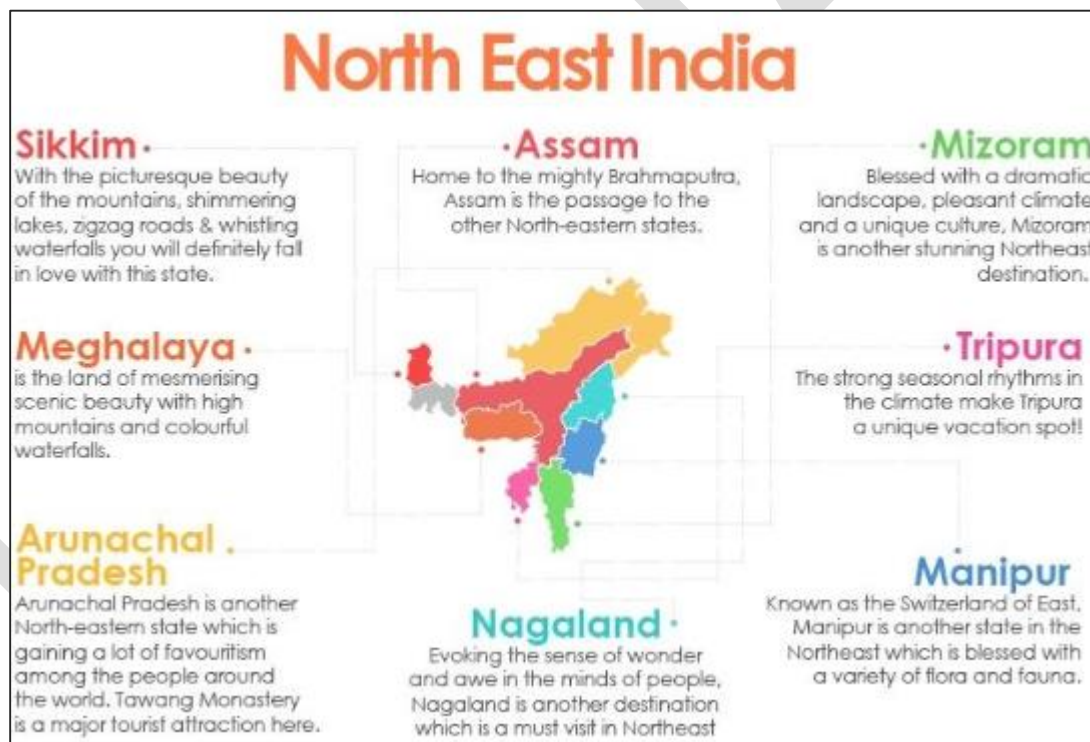 North East India
Sikkim
With the picturesque beauty
of the mountains, shimmering
lakes, zigzag roads & whistling
waterfalls you will definitely fall
in love with this state.
Assam
Home to the mighty Brahmaputra,
Assam is the passage to the
other North-eastern states.
Mizoram
Blessed with a dramatic
landscape, pleasant climate
and a unique culture, Mizoram
is another stunning Northeast
destination.
Meghalaya
is the land of mesmerising
scenic beauty with high
mountains and colourful
waterfalls.
Tripura
The strong seasonal rhythms in
the climate make Tripura
a unique vacation spot!
Arunachal
Pradesh
Arunachal Pradesh is another
North-eastern state which is
gaining a lot of favouritism
among the people around
the world. Tawang Monastery
is a major tourist attraction here.
Nagaland
Evoking the sense of wonder
and awe in the minds of people,
Nagaland is another destination
which is a must visit in Northeast
Manipur
Known as the Switzerland of East,
Manipur is another state in the
Northeast which is blessed with
a variety of flora and fauna.